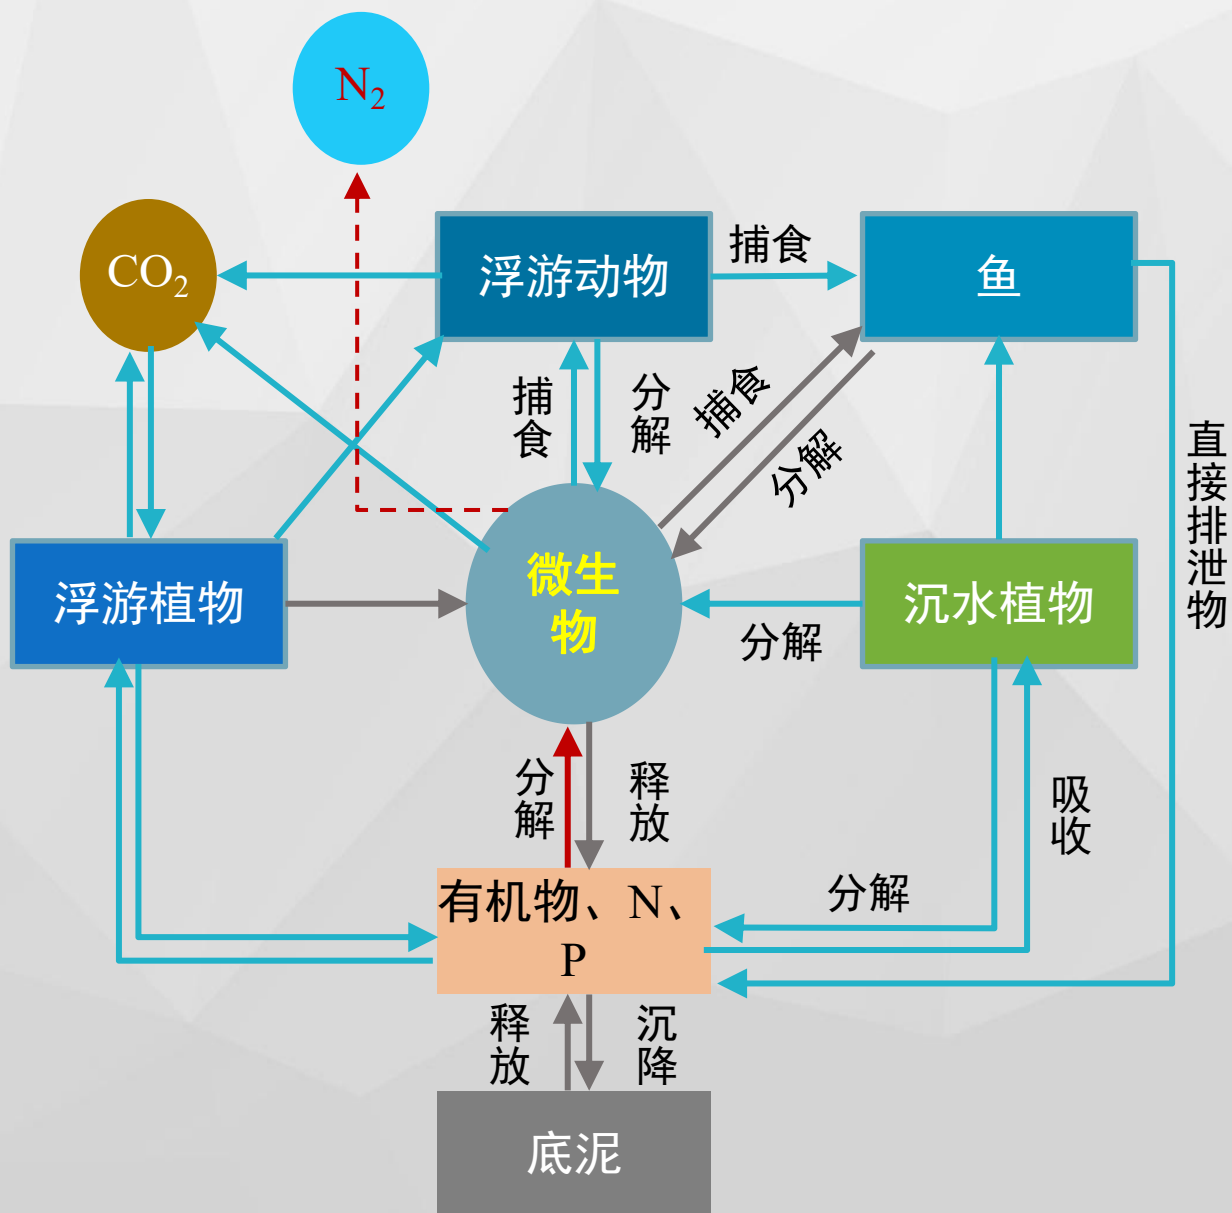 N₂
CO₂
浮游动物
捕食
鱼
捕食
分解
捕食
分解
直接排泄物
浮游植物
微生
物
沉水植物
分解
分解
释放
吸收
有机物、N、
P
分解
释放
沉降
底泥